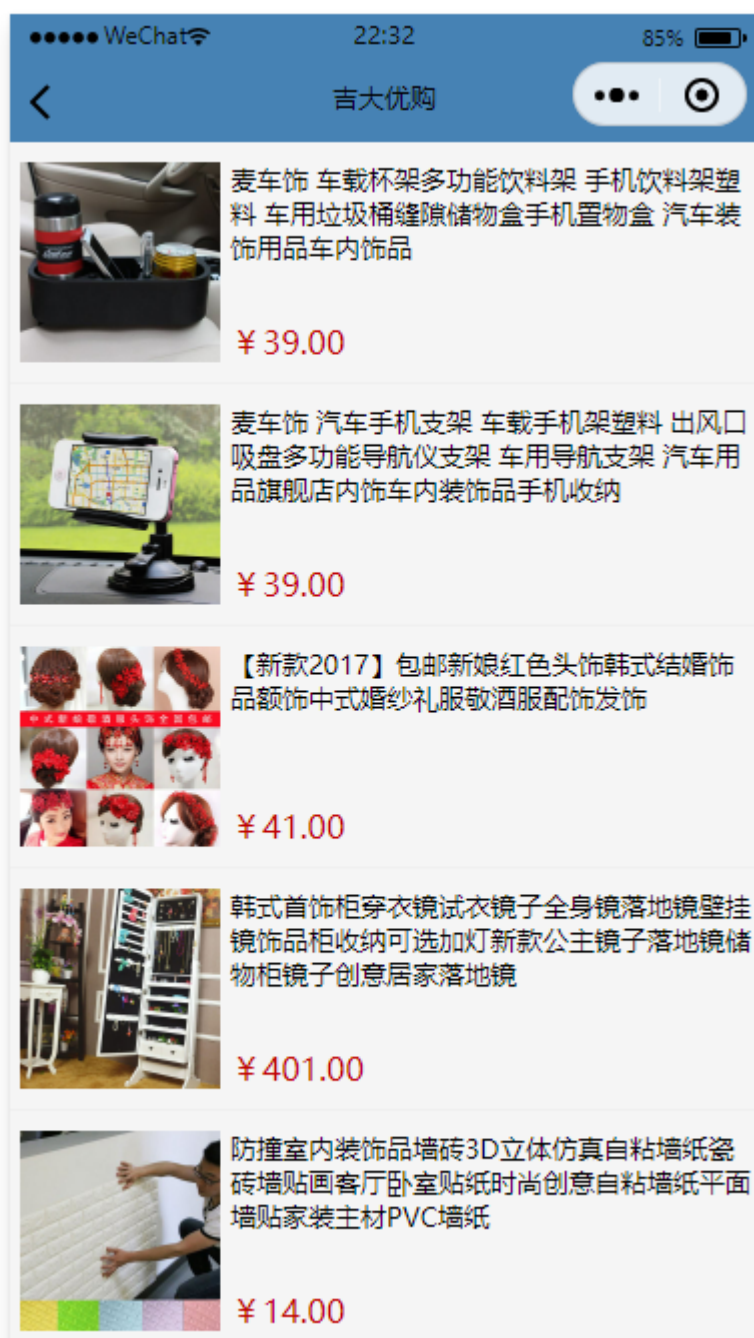 WeChat
22:32
85%
吉大优购
麦车饰 车载杯架多功能饮料架 手机饮料架塑
料 车用垃圾桶缝隙储物盒手机置物盒 汽车装
饰用品车内饰品
￥39.00
麦车饰 汽车手机支架 车载手机架塑料 出风口
吸盘多功能导航仪支架 车用导航支架 汽车用
品旗舰店内饰车内装饰品手机收纳
￥39.00
【新款2017】包邮新娘红色头饰韩式结婚饰
品额饰中式婚纱礼服敬酒服配饰发饰
中式新娘敬酒服头饰全国包邮
￥41.00
韩式首饰柜穿衣镜试衣镜子全身镜落地镜壁挂
镜饰品柜收纳可选加灯新款公主镜子落地镜储
物柜镜子创意居家落地镜
￥401.00
防撞室内装饰品墙砖3D立体仿真自粘墙纸瓷
砖墙贴画客厅卧室贴纸时尚创意自粘墙纸平面
墙贴家装主材PVC墙纸
￥14.00